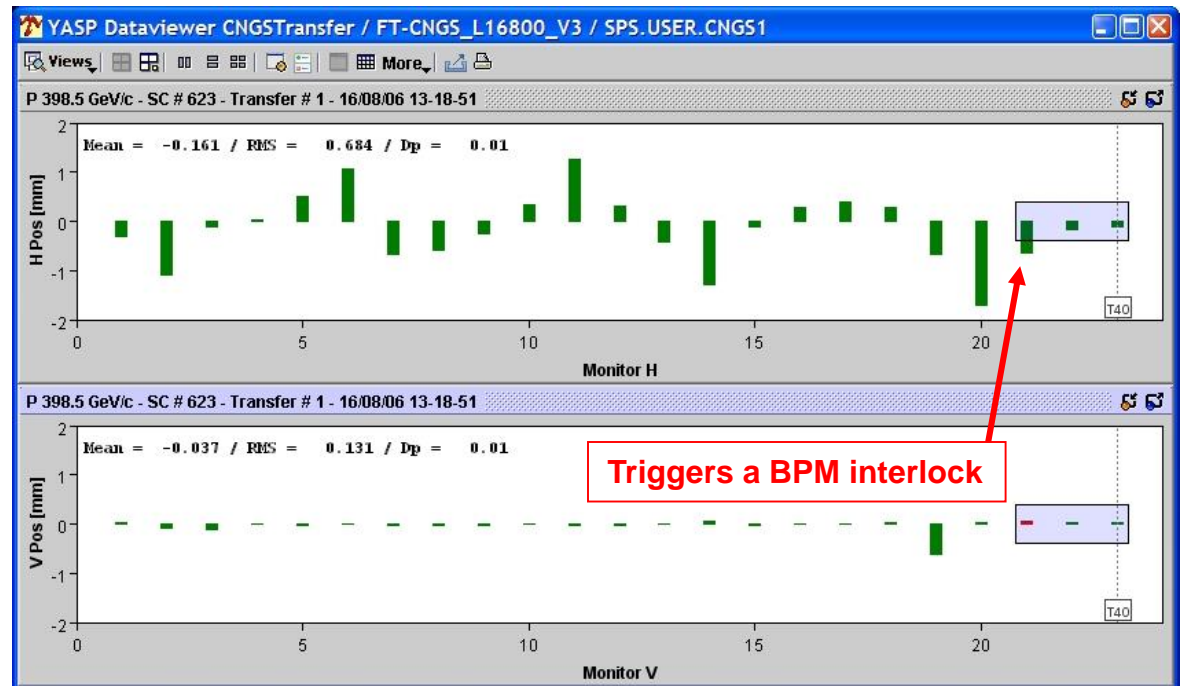 YASP Dataviewer CNGSTransfer / FT-CNGS_L16800_V3 / SPS.USER.CNGS1
Views More
P 398.5 GeV/c - SC # 623 - Transfer # 1 - 16/08/06 13-18-51
Mean = -0.161 / RMS = 0.684 / Dp = 0.01
H Pos [mm]
2
1
0
-1
-2
T40
0 5 10 15 20
Monitor H
P 398.5 GeV/c - SC # 623 - Transfer # 1 - 16/08/06 13-18-51
Mean = -0.037 / RMS = 0.131 / Dp = 0.01
Triggers a BPM interlock
V Pos [mm]
2
1
0
-1
-2
T40
0 5 10 15 20
Monitor V